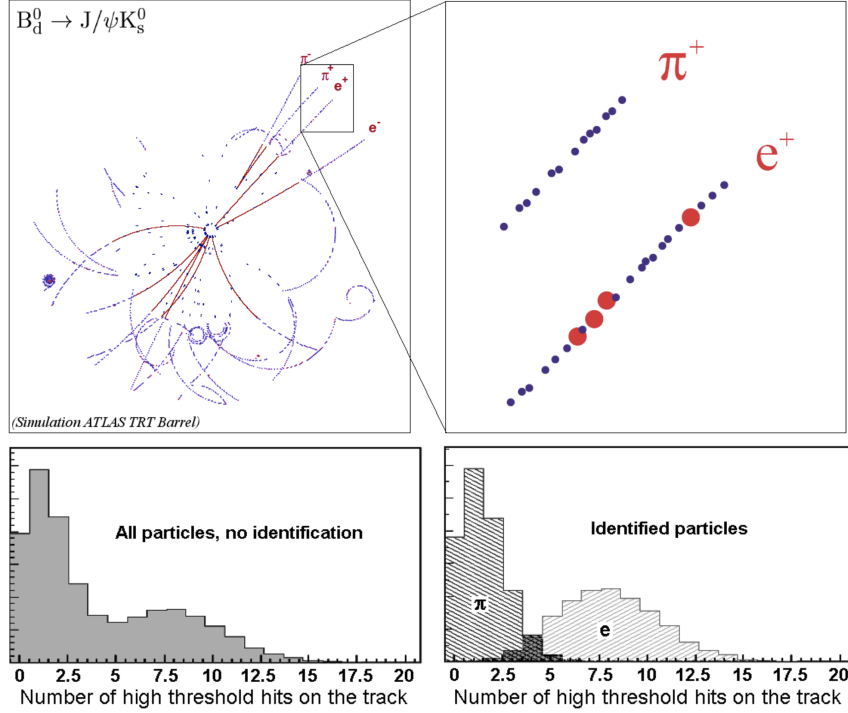 B⁰_d → J/ψK⁰_s
π⁻
π⁺
e⁺
e⁻
(Simulation ATLAS TRT Barrel)
π⁺
e⁺
All particles, no identification
0 2.5 5 7.5 10 12.5 15 17.5 20
Number of high threshold hits on the track
Identified particles
π
e
0 2.5 5 7.5 10 12.5 15 17.5 20
Number of high threshold hits on the track